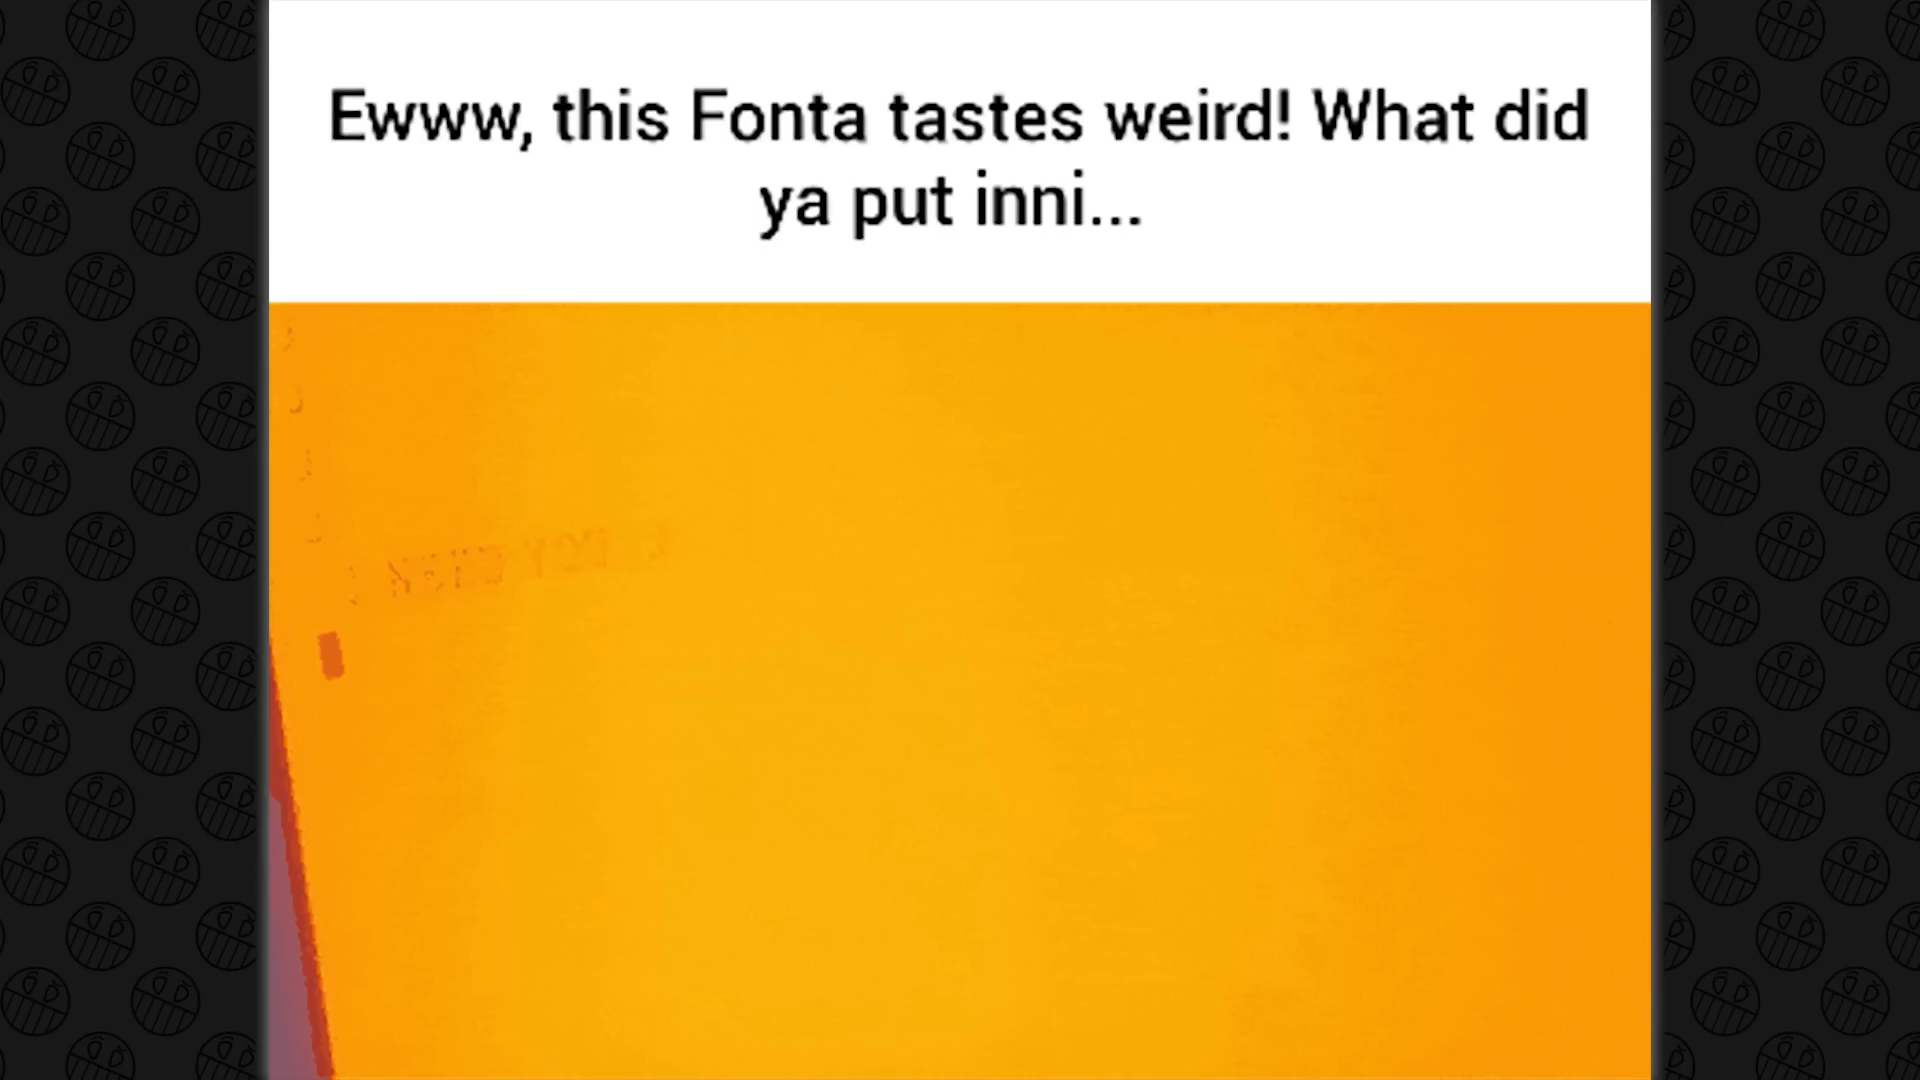 Ewww, this Fonta tastes weird! What did
ya put inni...